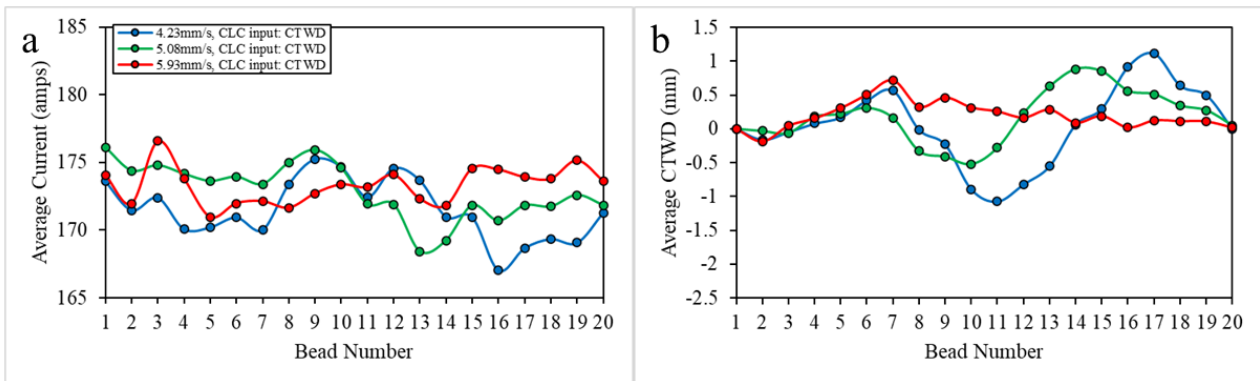 a
4.23mm/s, CLC input: CTWD
5.08mm/s, CLC input: CTWD
5.93mm/s, CLC input: CTWD
Average Current (amps)
185
180
175
170
165
1 2 3 4 5 6 7 8 9 10 11 12 13 14 15 16 17 18 19 20
Bead Number
b
Average CTWD (mm)
1.5
1
0.5
0
-0.5
-1
-1.5
-2
-2.5
1 2 3 4 5 6 7 8 9 10 11 12 13 14 15 16 17 18 19 20
Bead Number